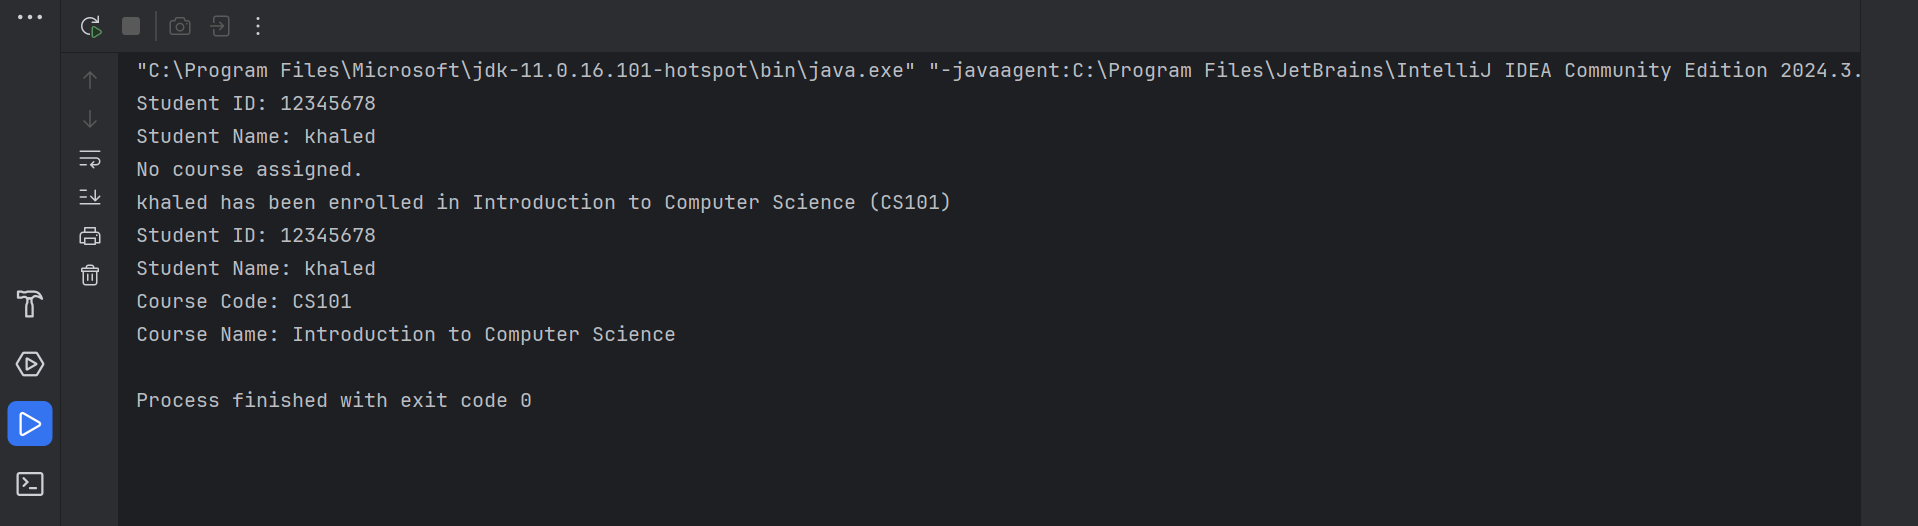 "C:\Program Files\Microsoft\jdk-11.0.16.101-hotspot\bin\java.exe" "-javaagent:C:\Program Files\JetBrains\IntelliJ IDEA Community Edition 2024.3.
Student ID: 12345678
Student Name: khaled
No course assigned.
khaled has been enrolled in Introduction to Computer Science (CS101)
Student ID: 12345678
Student Name: khaled
Course Code: CS101
Course Name: Introduction to Computer Science
Process finished with exit code 0